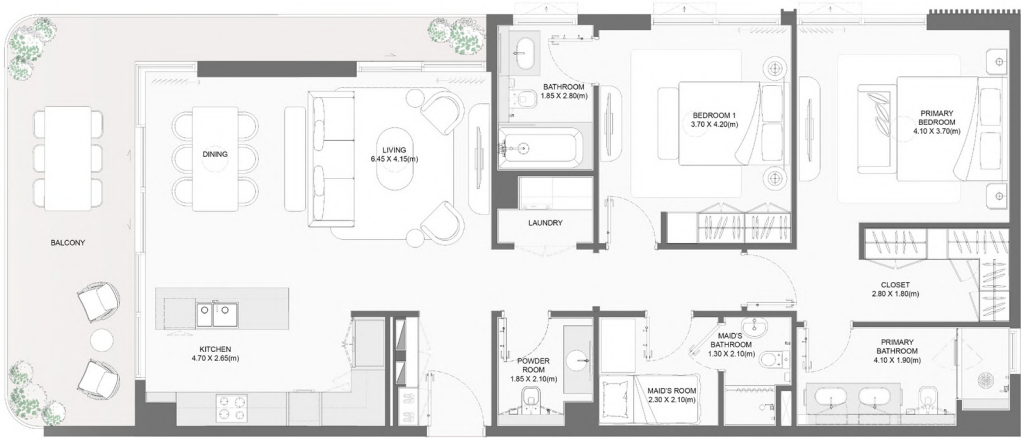 BATHROOM
1.85 X 2.80(m)
BEDROOM 1
3.70 X 4.20(m)
PRIMARY
BEDROOM
4.10 X 3.70(m)
DINING
LIVING
6.45 X 4.15(m)
LAUNDRY
BALCONY
CLOSET
2.80 X 1.80(m)
KITCHEN
4.70 X 2.65(m)
POWDER
ROOM
1.85 X 2.10(m)
MAID'S
BATHROOM
1.30 X 2.10(m)
PRIMARY
BATHROOM
4.10 X 1.90(m)
MAID'S ROOM
2.30 X 2.10(m)